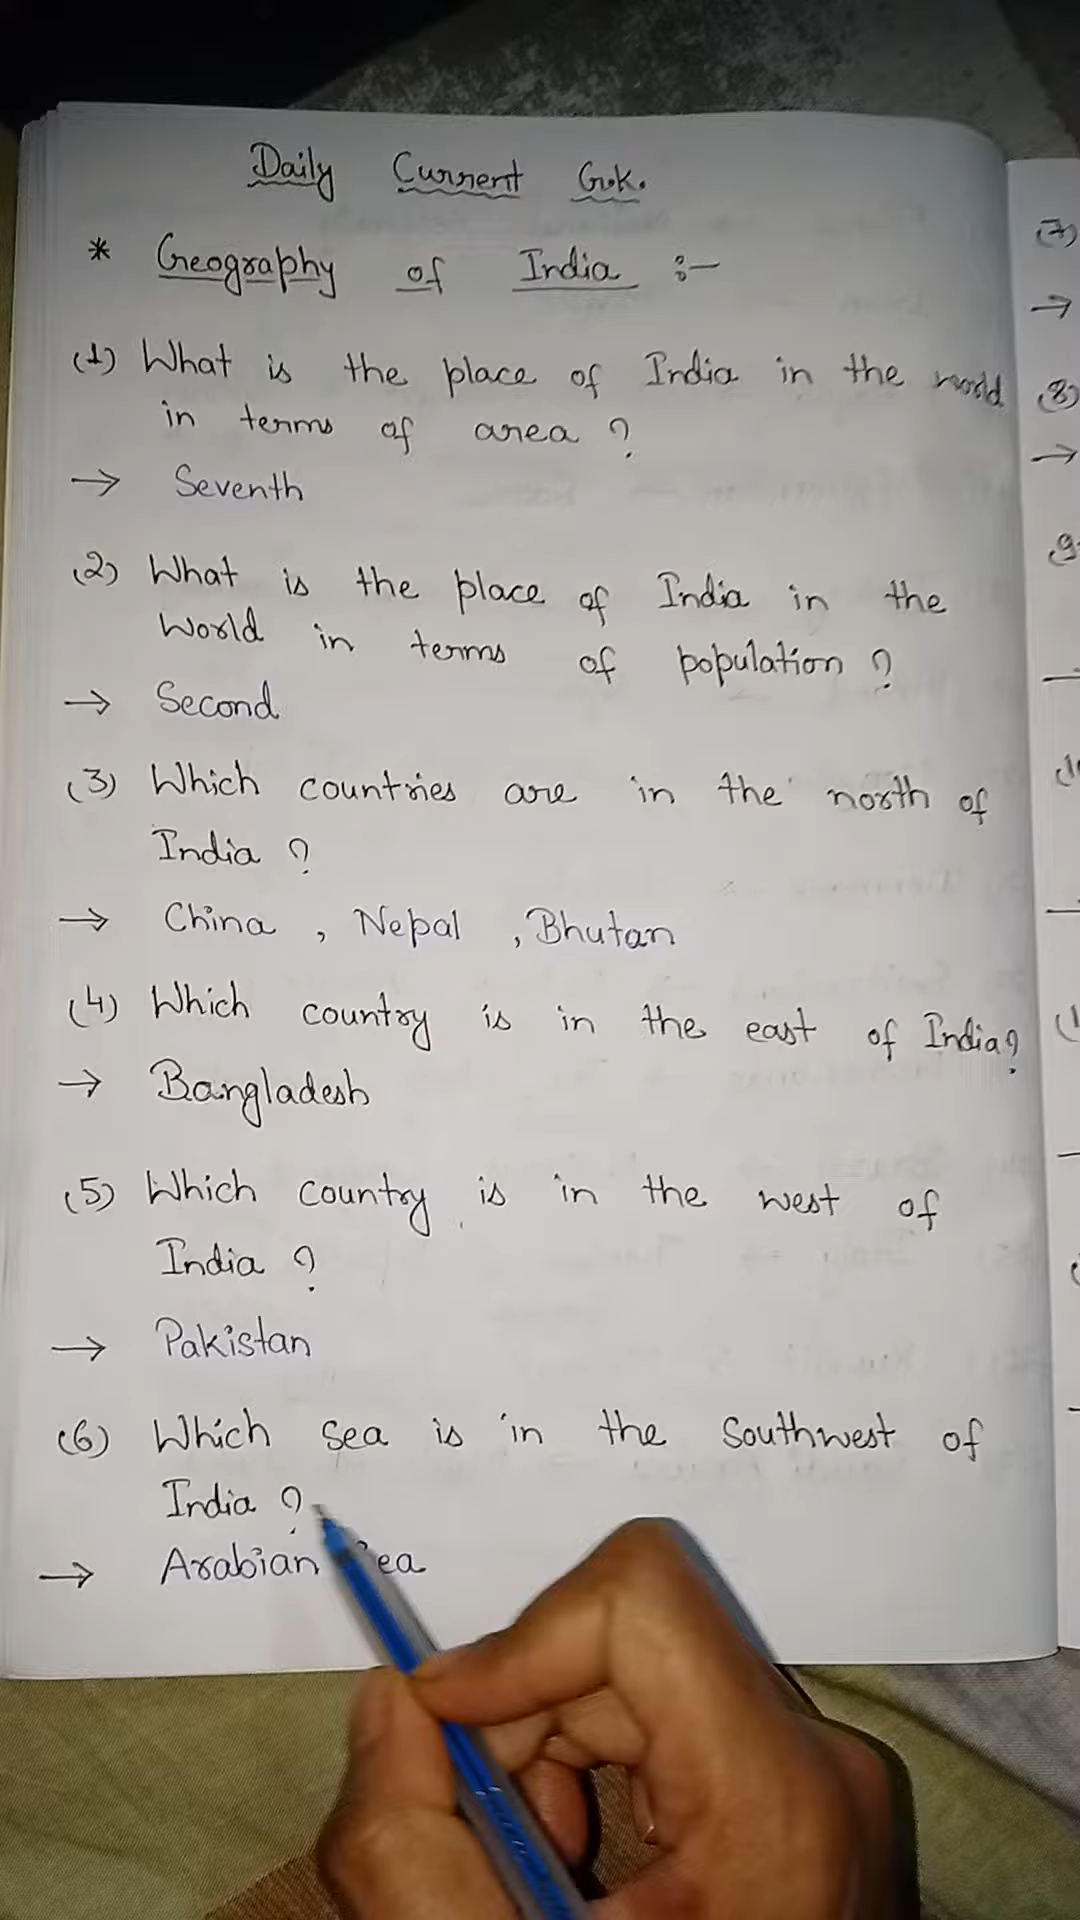 Daily Current G.K.
* Geography of India :-
(1) What is the place of India in the world
in terms of area ?
→ Seventh
(2) What is the place of India in the
World in terms of population ?
→ Second
(3) Which countries are in the north of
India ?
→ China , Nepal , Bhutan
(4) Which country is in the east of India ?
→ Bangladesh
(5) Which country is in the west of
India ?
→ Pakistan
(6) Which Sea is in the Southwest of
India ?
→ Arabian Sea
(7)
→
(8)
→